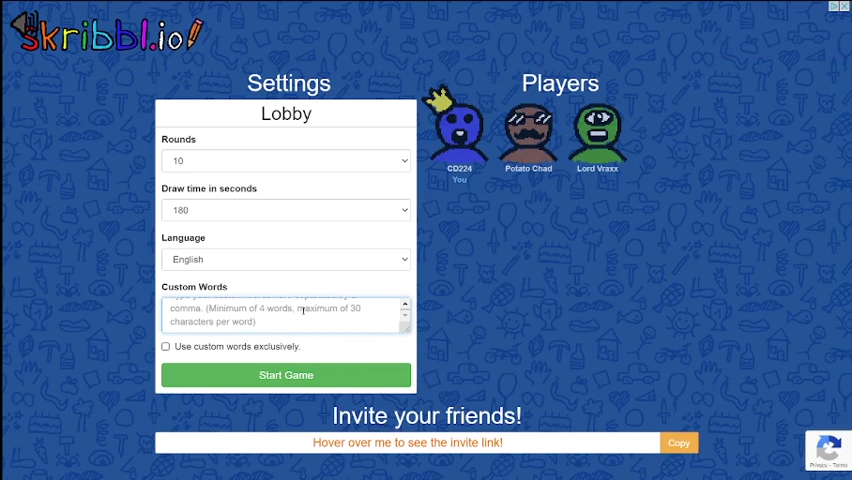 skribbl.io!
Settings
Players
Lobby
Rounds
10
Draw time in seconds
180
Language
English
Custom Words
comma. (Minimum of 4 words, maximum of 30
characters per word)
Use custom words exclusively.
Start Game
CD224
You
Potato Chad
Lord Vraxx
Invite your friends!
Hover over me to see the invite link!
Copy
Privacy - Terms